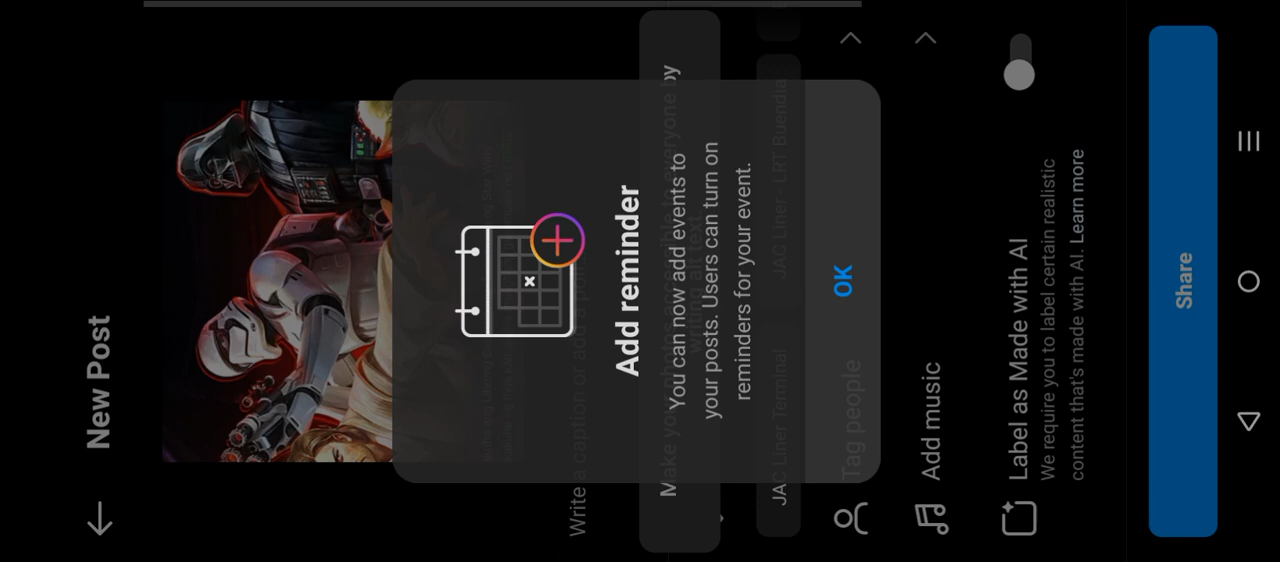 New Post
Write a caption or add a poll
Add reminder
Make your photos accessible to everyone by
writing alt text.
You can now add events to
your posts. Users can turn on
reminders for your event.
JAC Liner Terminal
JAC Liner - LRT Buendia
OK
Tag people
Add music
Label as Made with AI
We require you to label certain realistic
content that's made with AI. Learn more
Share